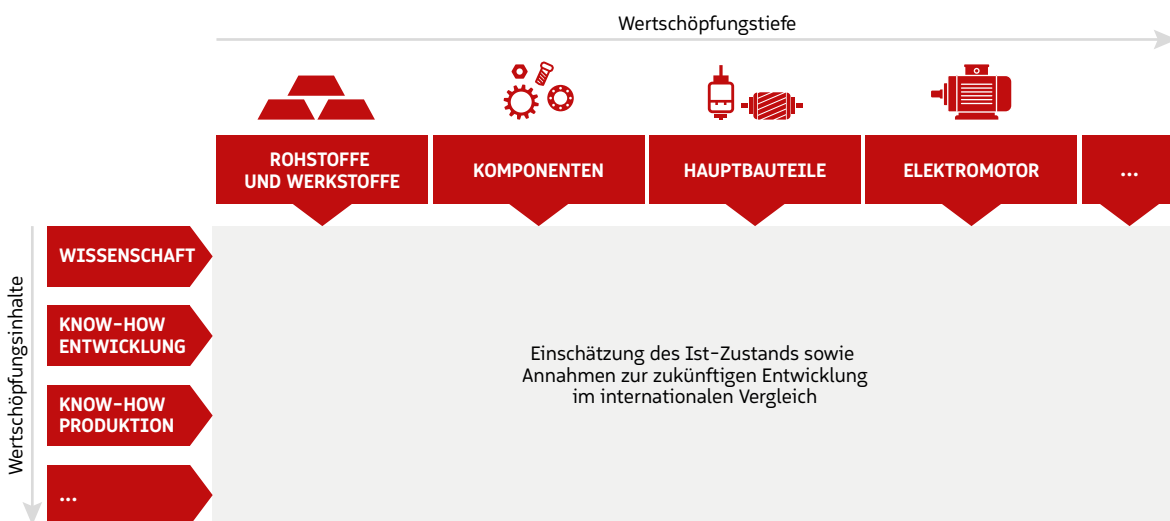 Wertschöpfungstiefe
ROHSTOFFE
UND WERKSTOFFE
KOMPONENTEN
HAUPTBAUTEILE
ELEKTROMOTOR
...
Wertschöpfungsinhalte
WISSENSCHAFT
KNOW-HOW
ENTWICKLUNG
KNOW-HOW
PRODUKTION
...
Einschätzung des Ist-Zustands sowie
Annahmen zur zukünftigen Entwicklung
im internationalen Vergleich